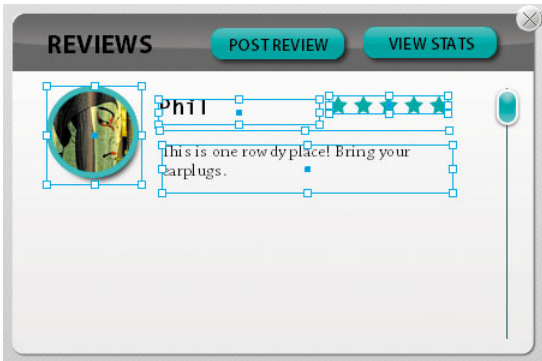 REVIEWS
POST REVIEW
VIEW STATS
Phil
This is one rowdy place! Bring your
earplugs.